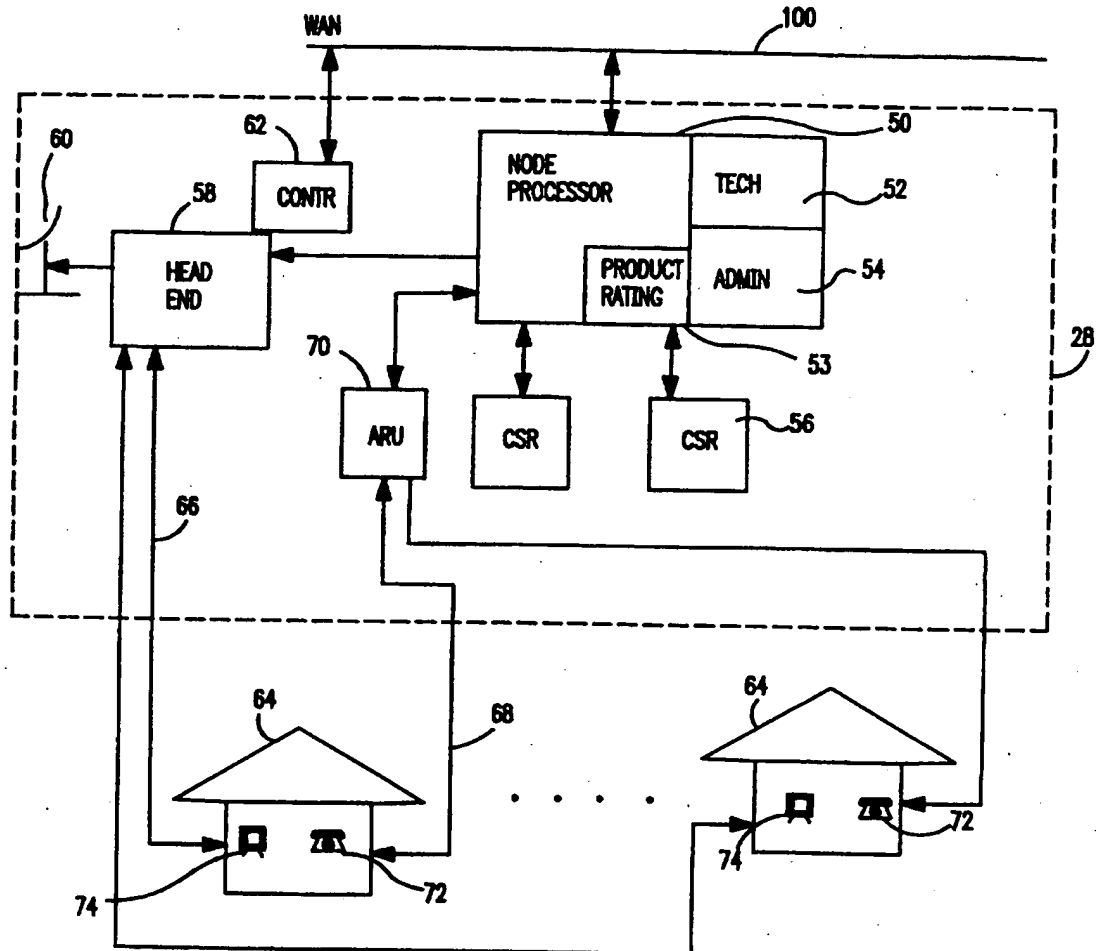 WAN
100
60
62
50
CONTR
58
NODE
PROCESSOR
TECH
52
HEAD
END
PRODUCT
RATING
ADMIN
54
53
28
70
ARU
CSR
CSR
56
66
64
68
64
74
72
74
72